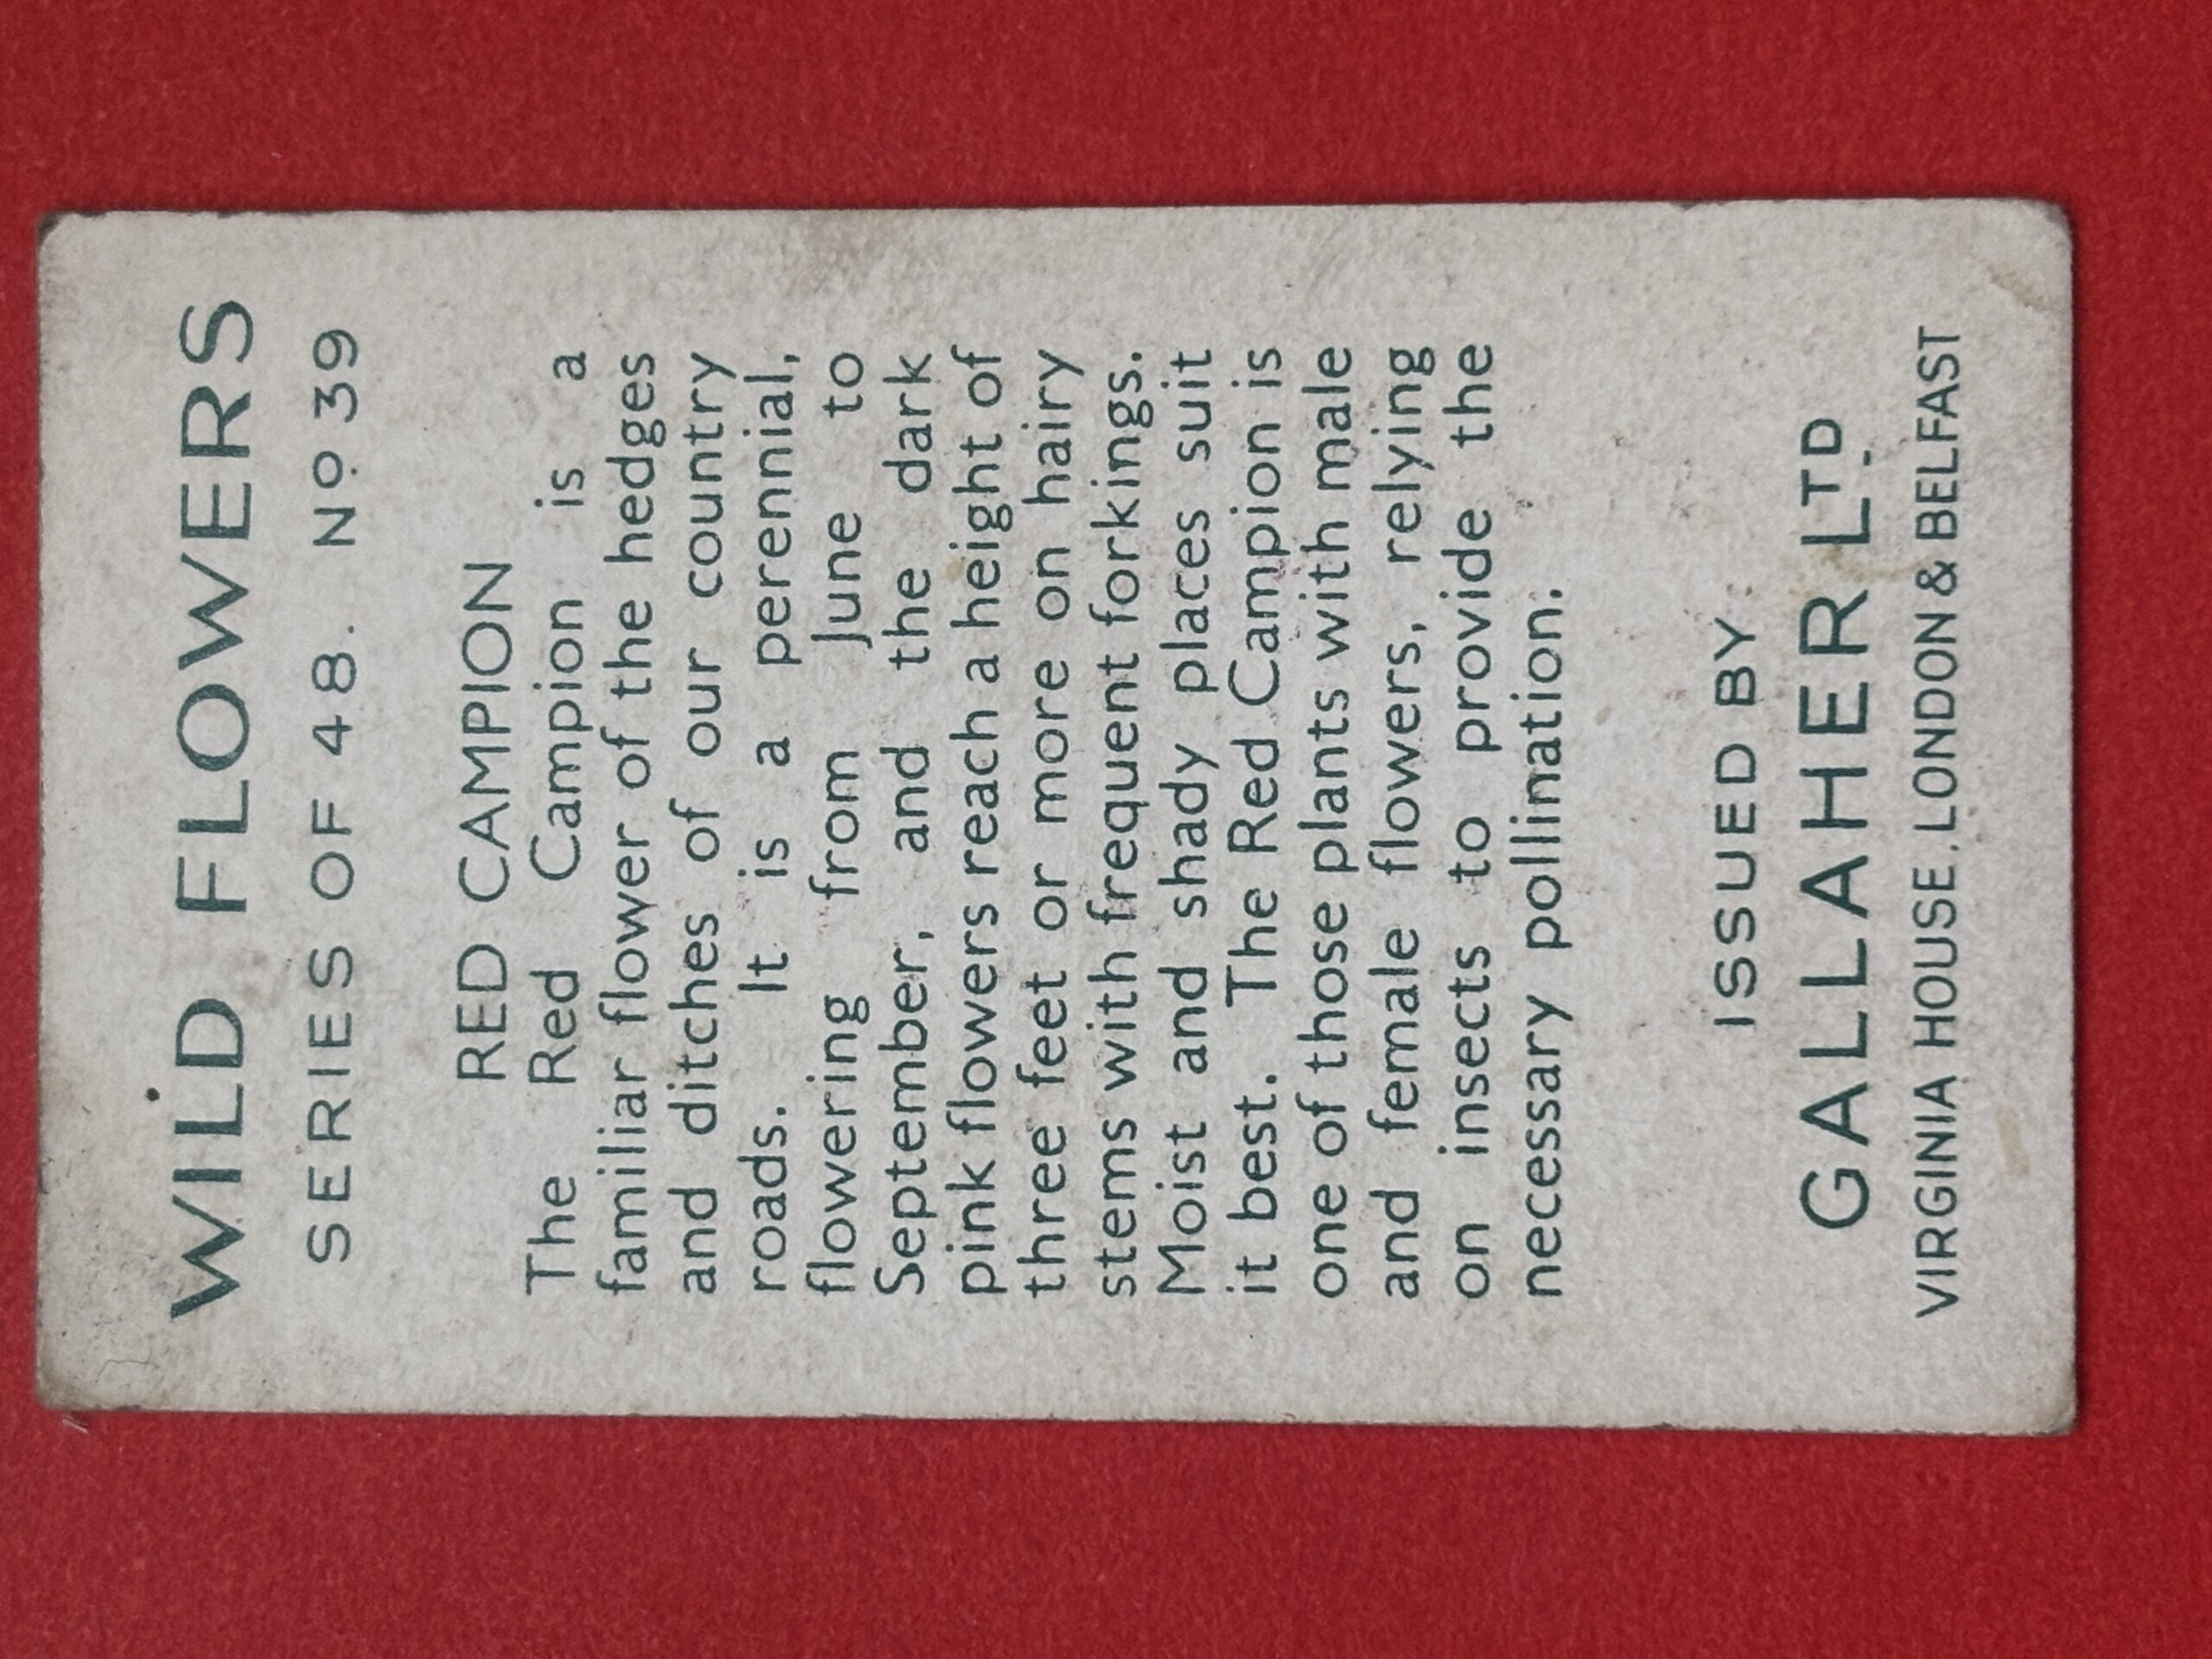 WILD FLOWERS
SERIES OF 48. No. 39
RED CAMPION
The Red Campion is a
familiar flower of the hedges
and ditches of our country
roads. It is a perennial,
flowering from June to
September, and the dark
pink flowers reach a height of
three feet or more on hairy
stems with frequent forkings.
Moist and shady places suit
it best. The Red Campion is
one of those plants with male
and female flowers, relying
on insects to provide the
necessary pollination.
ISSUED BY
GALLAHER LTD
VIRGINIA HOUSE, LONDON & BELFAST